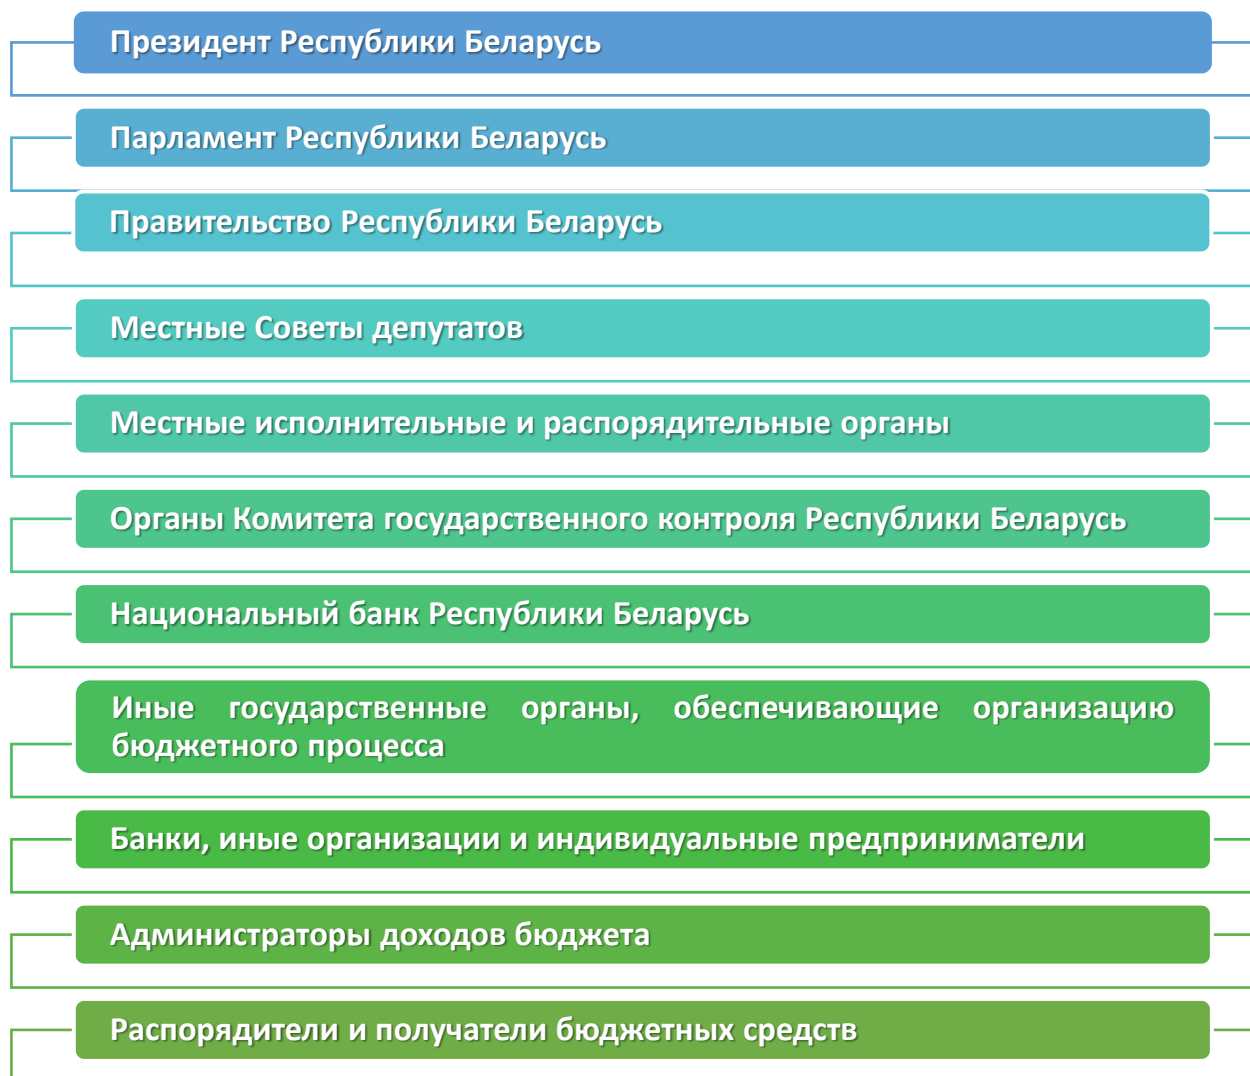 Президент Республики Беларусь
Парламент Республики Беларусь
Правительство Республики Беларусь
Местные Советы депутатов
Местные исполнительные и распорядительные органы
Органы Комитета государственного контроля Республики Беларусь
Национальный банк Республики Беларусь
Иные государственные органы, обеспечивающие организацию
бюджетного процесса
Банки, иные организации и индивидуальные предприниматели
Администраторы доходов бюджета
Распорядители и получатели бюджетных средств